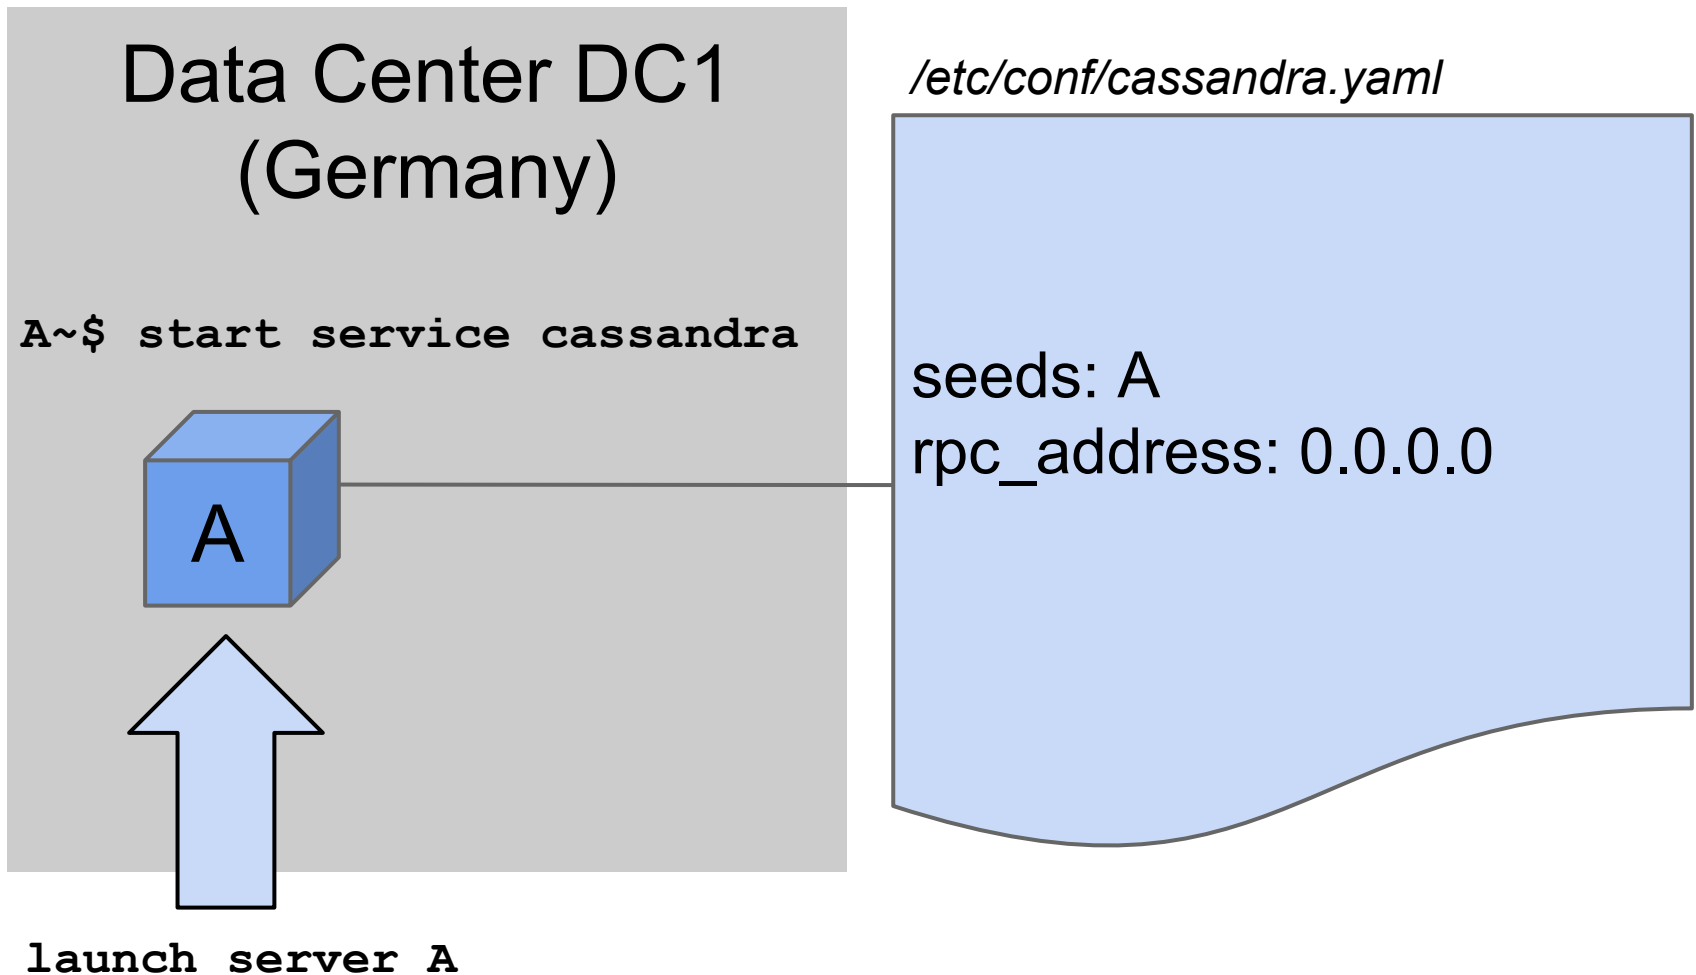 Data Center DC1
(Germany)
/etc/conf/cassandra.yaml
A~$ start service cassandra
seeds: A
rpc_address: 0.0.0.0
A
launch server A